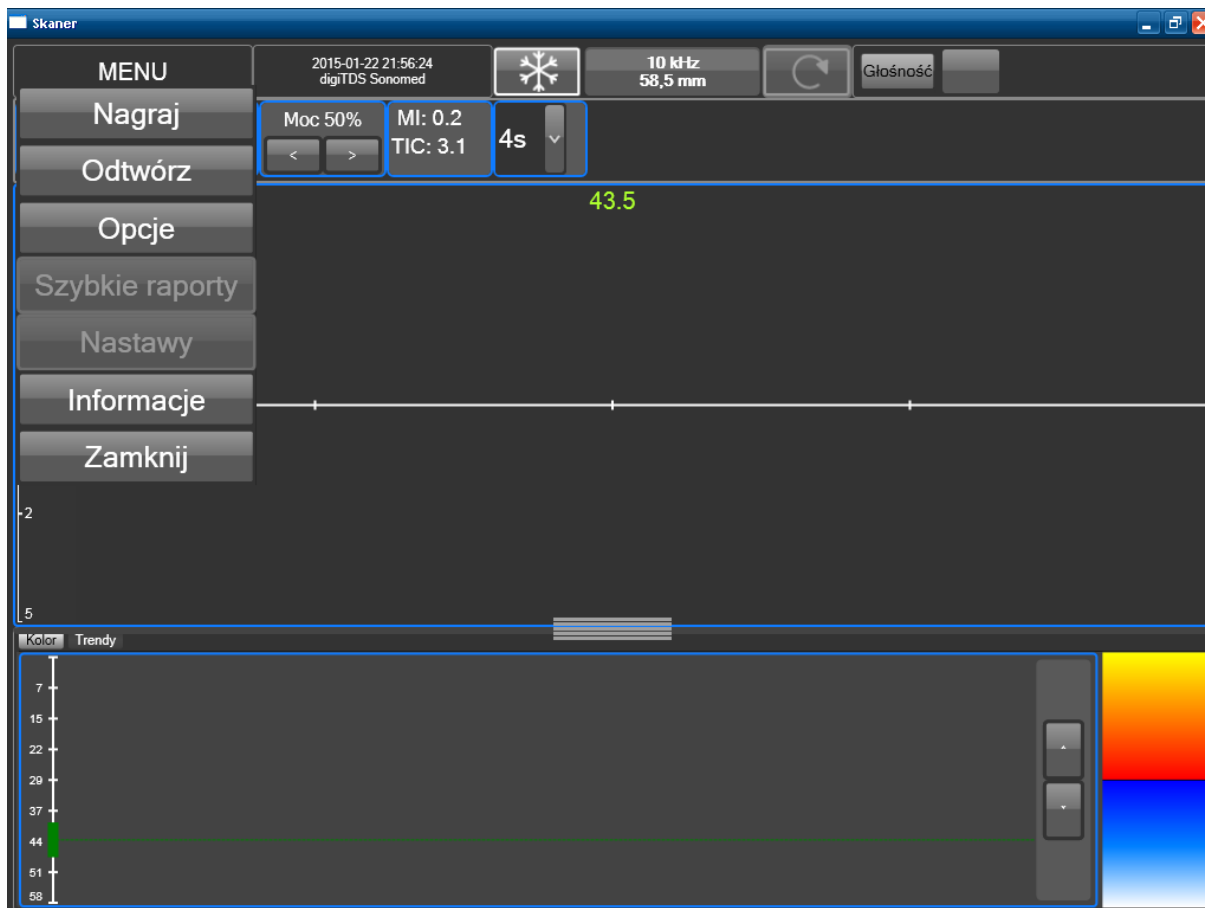 Skaner
MENU
2015-01-22 21:56:24
digiTDS Sonomed
10 kHz
58,5 mm
Głośność
Nagraj
Odtwórz
Opcje
Szybkie raporty
Nastawy
Informacje
Zamknij
Moc 50%
< >
MI: 0.2
TIC: 3.1
4s
43.5
-2
5
Kolor Trendy
7
15
22
29
37
44
51
58